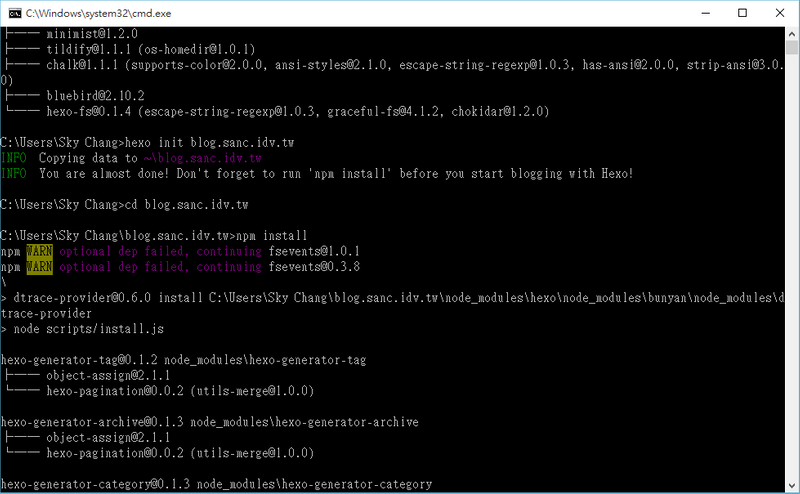 C:\Windows\system32\cmd.exe
├── minimist@1.2.0
├── tildify@1.1.1 (os-homedir@1.0.1)
├── chalk@1.1.1 (supports-color@2.0.0, ansi-styles@2.1.0, escape-string-regexp@1.0.3, has-ansi@2.0.0, strip-ansi@3.0.
0)
├── bluebird@2.10.2
└── hexo-fs@0.1.4 (escape-string-regexp@1.0.3, graceful-fs@4.1.2, chokidar@1.2.0)
C:\Users\Sky Chang>hexo init blog.sanc.idv.tw
INFO  Copying data to ~\blog.sanc.idv.tw
INFO  You are almost done! Don't forget to run 'npm install' before you start blogging with Hexo!
C:\Users\Sky Chang>cd blog.sanc.idv.tw
C:\Users\Sky Chang\blog.sanc.idv.tw>npm install
npm WARN optional dep failed, continuing fsevents@1.0.1
npm WARN optional dep failed, continuing fsevents@0.3.8
\
> dtrace-provider@0.6.0 install C:\Users\Sky Chang\blog.sanc.idv.tw\node_modules\hexo\node_modules\bunyan\node_modules\d
trace-provider
> node scripts/install.js
hexo-generator-tag@0.1.2 node_modules\hexo-generator-tag
├── object-assign@2.1.1
└── hexo-pagination@0.0.2 (utils-merge@1.0.0)
hexo-generator-archive@0.1.3 node_modules\hexo-generator-archive
├── object-assign@2.1.1
└── hexo-pagination@0.0.2 (utils-merge@1.0.0)
hexo-generator-category@0.1.3 node_modules\hexo-generator-category